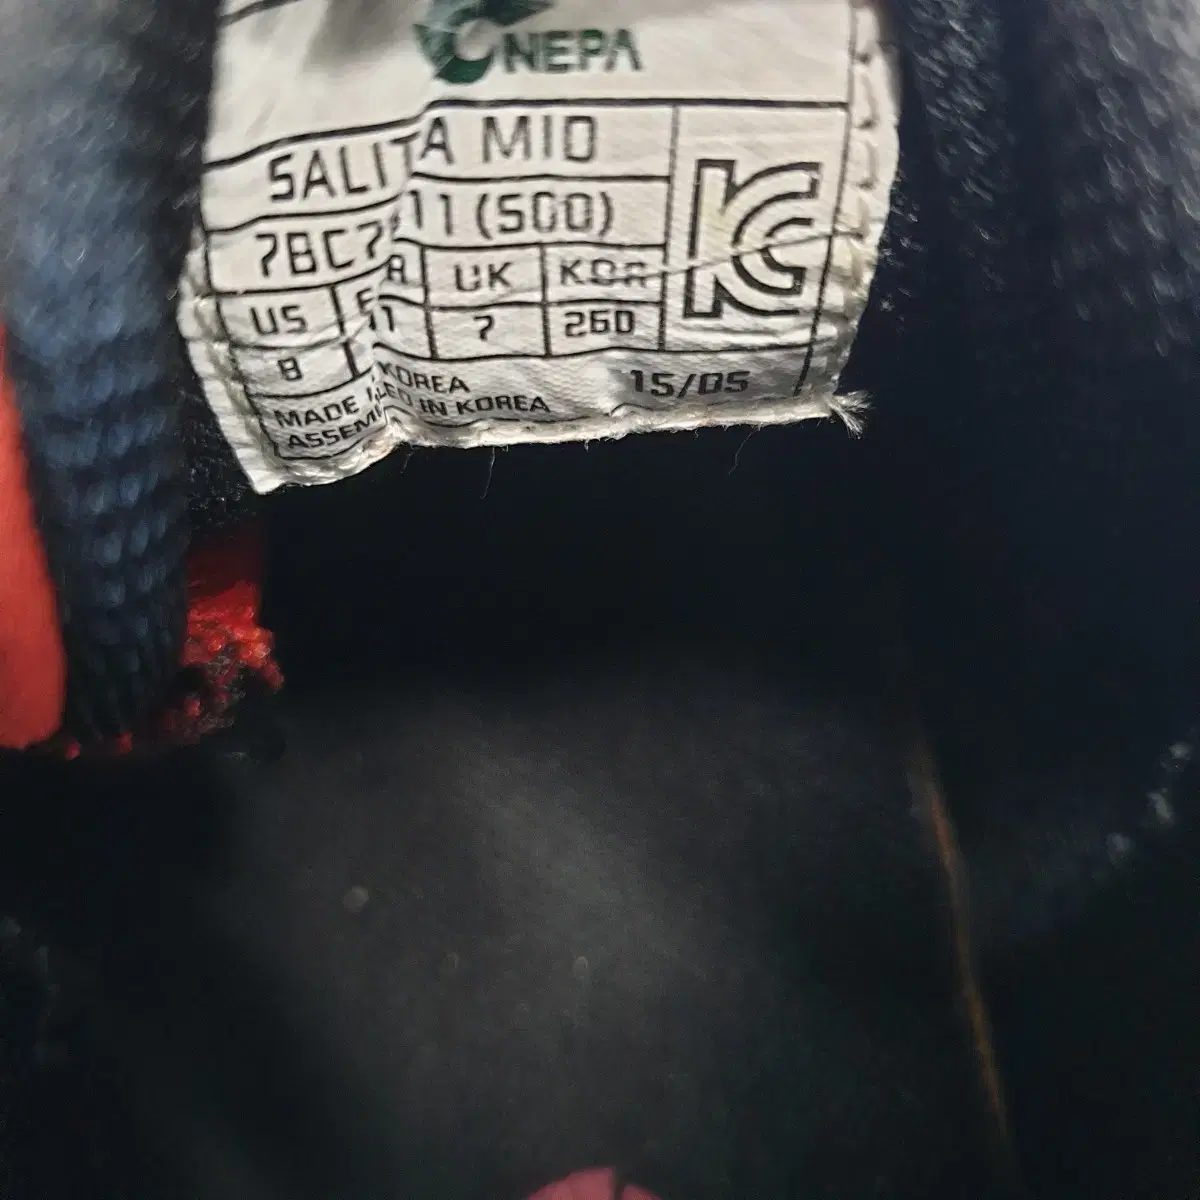 NEPA
SALITA MID
7BC7 11 (500)
US UK KOR
8 7 260
KOREA 15/05
MADE IN KOREA